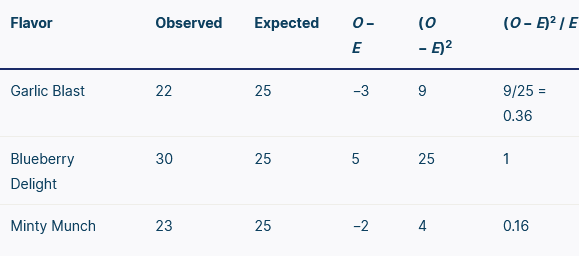 Flavor Observed Expected O – E (O – E)² (O – E)² / E
Garlic Blast 22 25 −3 9 9/25 = 0.36
Blueberry Delight 30 25 5 25 1
Minty Munch 23 25 −2 4 0.16